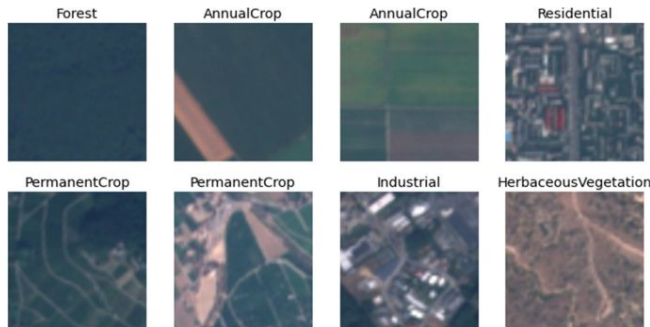 Forest AnnualCrop AnnualCrop Residential
PermanentCrop PermanentCrop Industrial HerbaceousVegetation